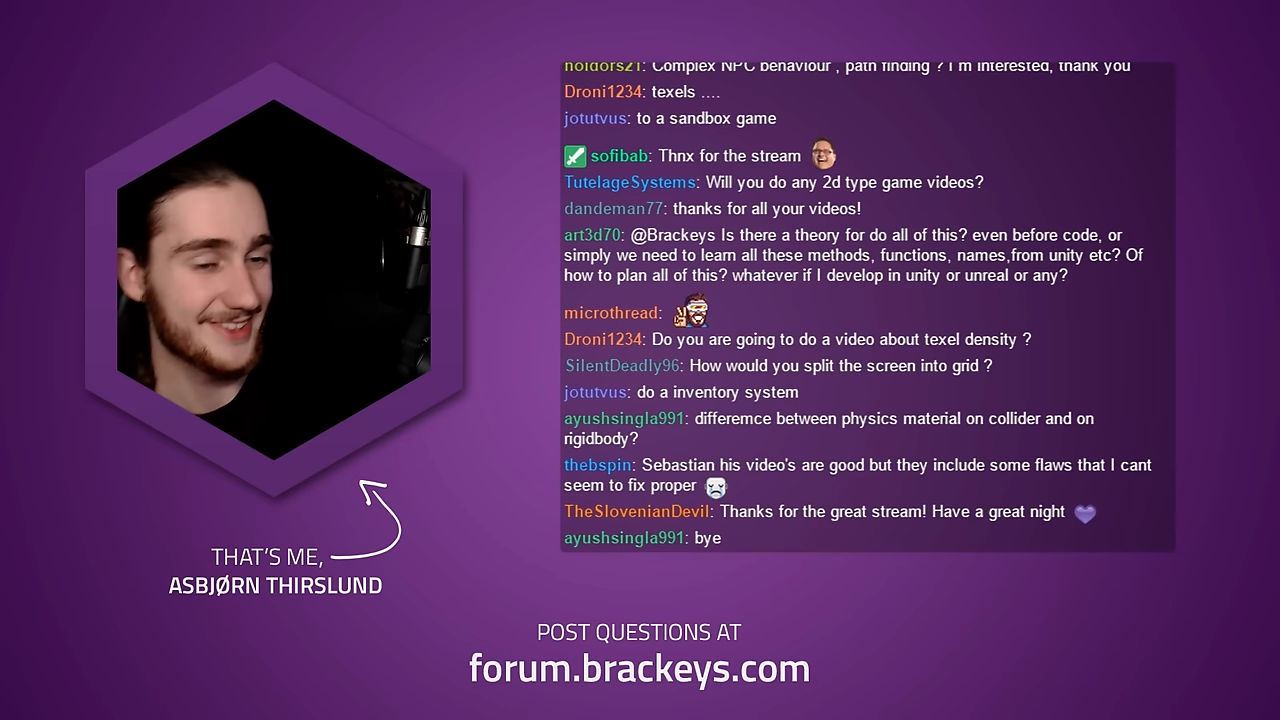 noldors21: Complex NPC behaviour , path finding ? I'm interested, thank you
Droni1234: texels ....
jotutvus: to a sandbox game
sofibab: Thnx for the stream
TutelageSystems: Will you do any 2d type game videos?
dandeman77: thanks for all your videos!
art3d70: @Brackeys Is there a theory for do all of this? even before code, or
simply we need to learn all these methods, functions, names,from unity etc? Of
how to plan all of this? whatever if I develop in unity or unreal or any?
microthread:
Droni1234: Do you are going to do a video about texel density ?
SilentDeadly96: How would you split the screen into grid ?
jotutvus: do a inventory system
ayushsingla991: differemce between physics material on collider and on
rigidbody?
thebspin: Sebastian his video's are good but they include some flaws that I cant
seem to fix proper
TheSlovenianDevil: Thanks for the great stream! Have a great night
ayushsingla991: bye
THAT'S ME,
ASBJØRN THIRSLUND
POST QUESTIONS AT
forum.brackeys.com